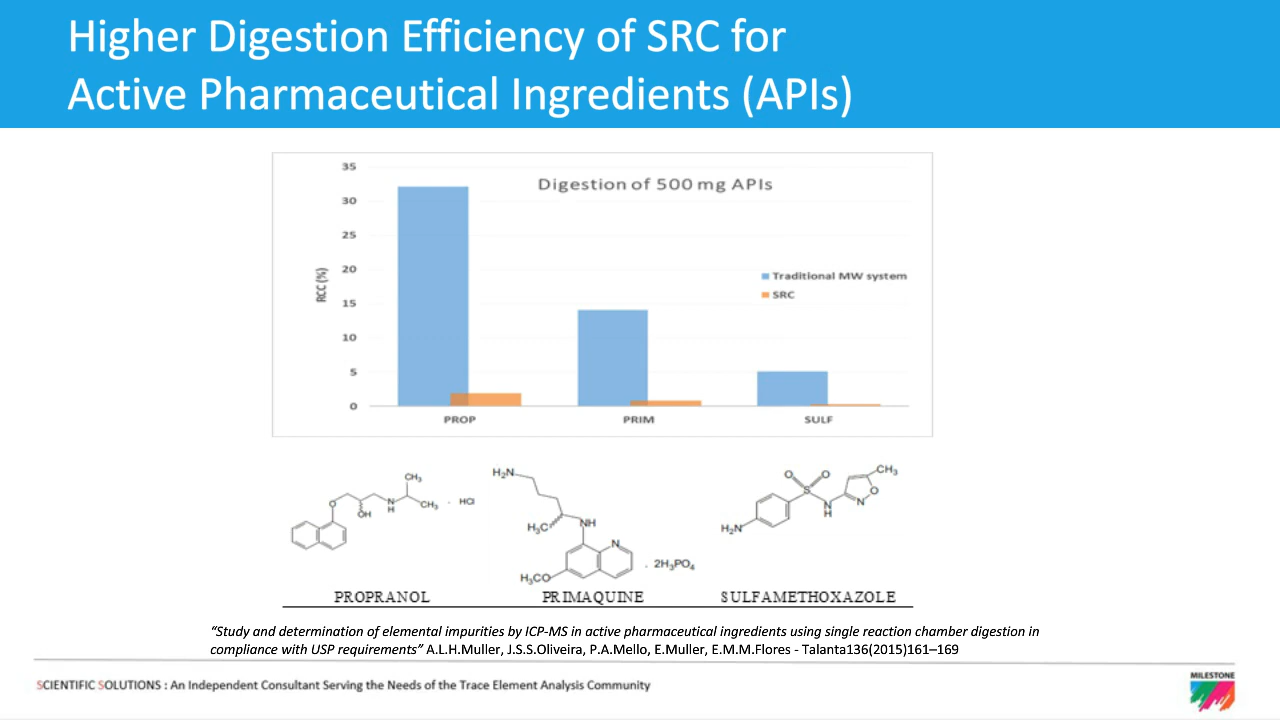 Higher Digestion Efficiency of SRC for
Active Pharmaceutical Ingredients (APIs)
Digestion of 500 mg APIs
35
30
25
20
15
10
5
0
RCC (%)
Traditional MW system
SRC
PROP PRIM SULF
CH₃
O
OH
N
H
CH₃
· HCl
H₂N
H₃C
NH
N
H₃CO
. 2H₃PO₄
O O
S
N
H
H₂N
CH₃
O
N
PROPRANOL PRIMAQUINE SULFAMETHOXAZOLE
“Study and determination of elemental impurities by ICP-MS in active pharmaceutical ingredients using single reaction chamber digestion in
compliance with USP requirements” A.L.H.Muller, J.S.S.Oliveira, P.A.Mello, E.Muller, E.M.M.Flores - Talanta136(2015)161–169
SCIENTIFIC SOLUTIONS : An Independent Consultant Serving the Needs of the Trace Element Analysis Community
MILESTONE